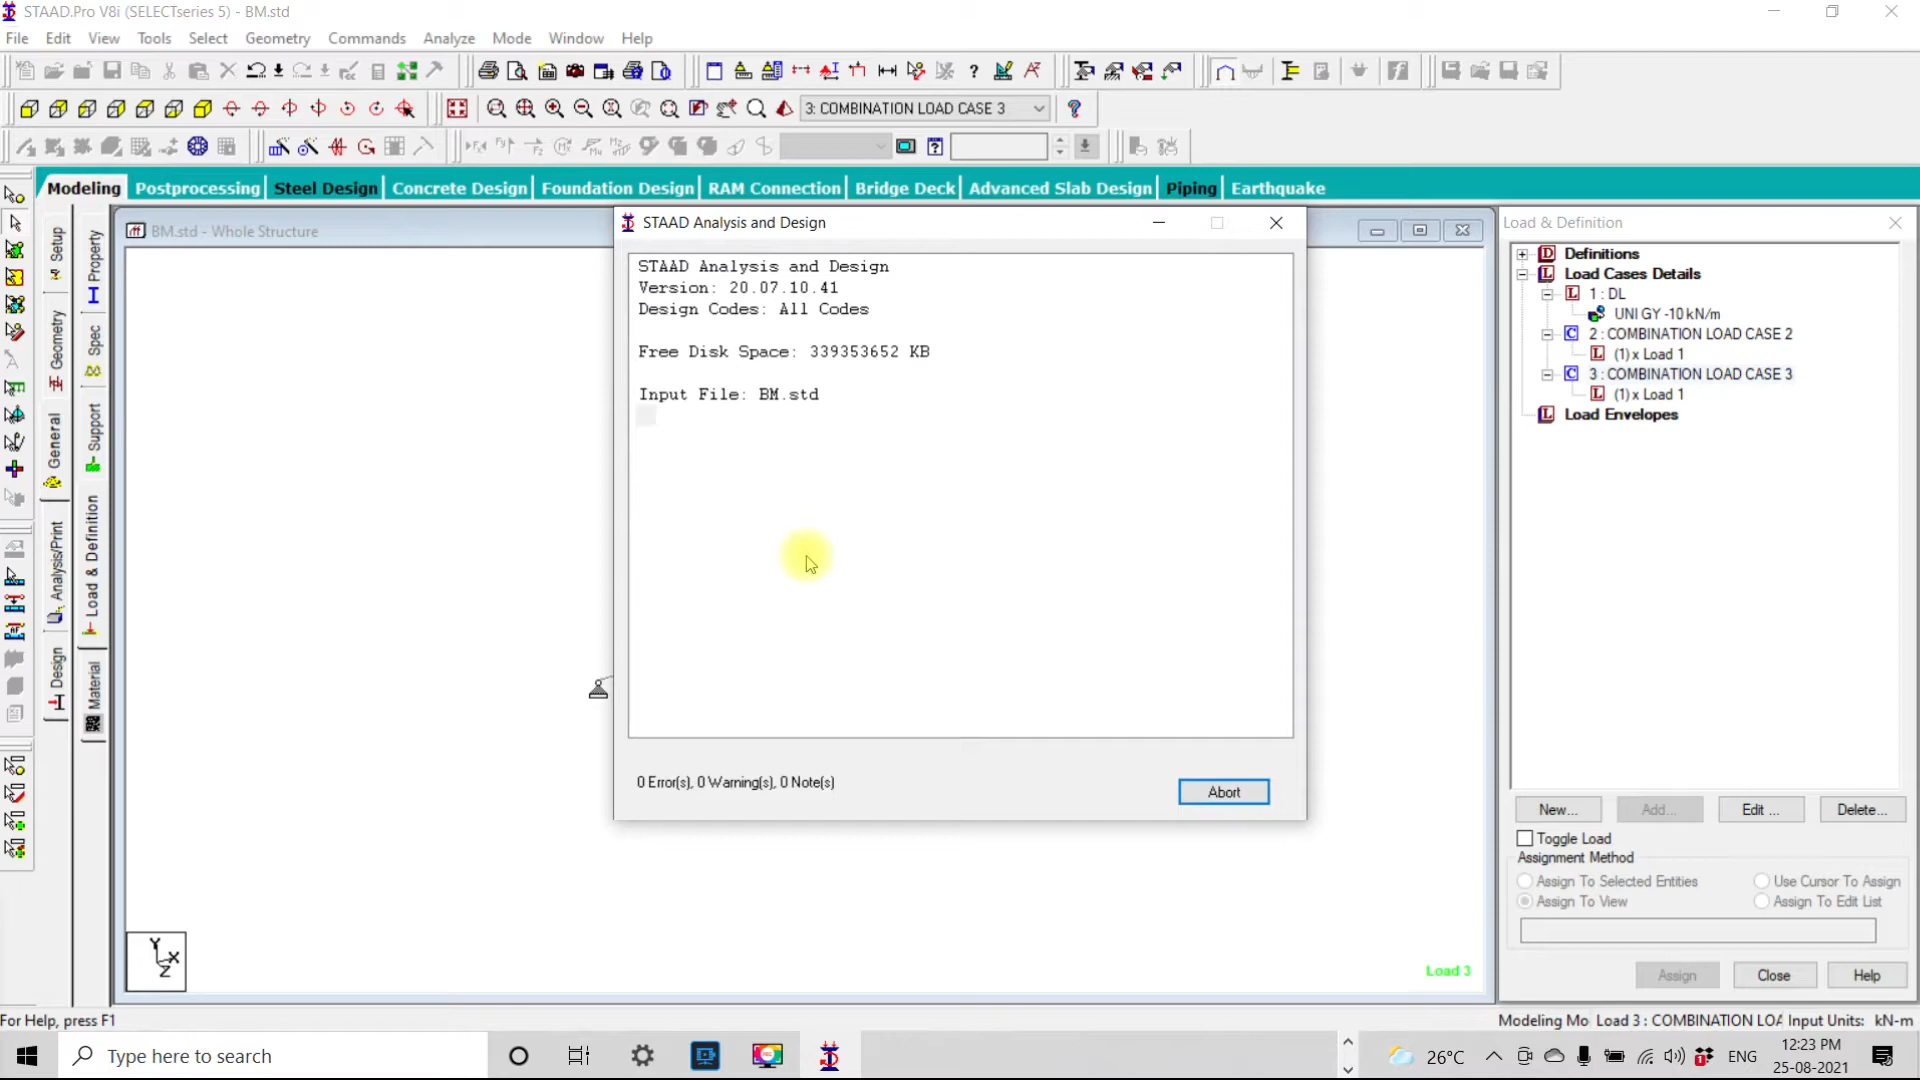 STAAD.Pro V8i (SELECTseries 5) - BM.std
File Edit View Tools Select Geometry Commands Analyze Mode Window Help
3: COMBINATION LOAD CASE 3
Modeling Postprocessing Steel Design Concrete Design Foundation Design RAM Connection Bridge Deck Advanced Slab Design Piping Earthquake
Setup
Geometry
General
Analysis/Print
Design
Property
Spec
Support
Load & Definition
Material
BM.std - Whole Structure
STAAD Analysis and Design
STAAD Analysis and Design
Version: 20.07.10.41
Design Codes: All Codes
Free Disk Space: 339353652 KB
Input File: BM.std
0 Error(s), 0 Warning(s), 0 Note(s)
Abort
Y
X
Z
Load 3
Load & Definition
Definitions
Load Cases Details
1 : DL
UNI GY -10 kN/m
2 : COMBINATION LOAD CASE 2
(1) x Load 1
3 : COMBINATION LOAD CASE 3
(1) x Load 1
Load Envelopes
New... Add... Edit ... Delete...
Toggle Load
Assignment Method
Assign To Selected Entities Use Cursor To Assign
Assign To View Assign To Edit List
Assign Close Help
For Help, press F1
Modeling Mo Load 3 : COMBINATION LOA Input Units: kN-m
Type here to search
26°C ENG
12:23 PM
25-08-2021